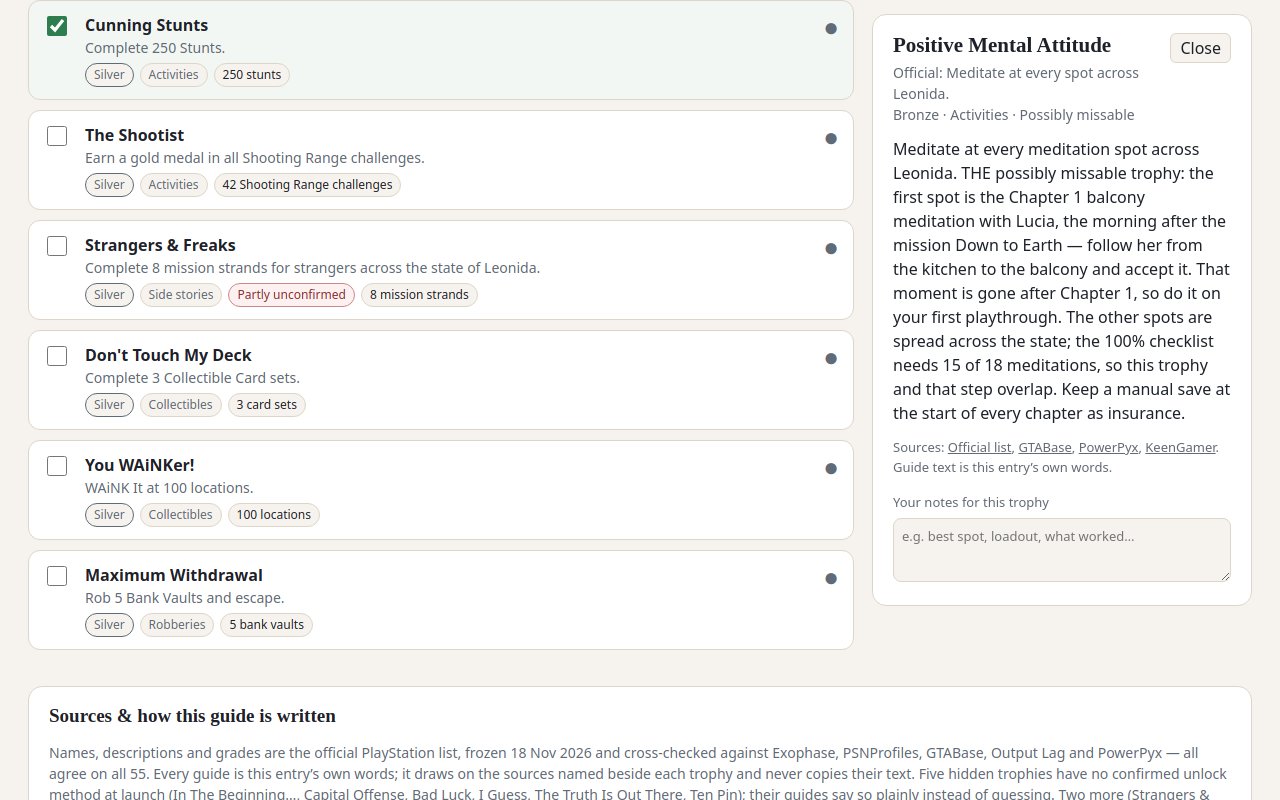 Cunning Stunts
Complete 250 Stunts.
Silver Activities 250 stunts
The Shootist
Earn a gold medal in all Shooting Range challenges.
Silver Activities 42 Shooting Range challenges
Strangers & Freaks
Complete 8 mission strands for strangers across the state of Leonida.
Silver Side stories Partly unconfirmed 8 mission strands
Don't Touch My Deck
Complete 3 Collectible Card sets.
Silver Collectibles 3 card sets
You WAiNKer!
WAiNK It at 100 locations.
Silver Collectibles 100 locations
Maximum Withdrawal
Rob 5 Bank Vaults and escape.
Silver Robberies 5 bank vaults
Positive Mental Attitude
Close
Official: Meditate at every spot across
Leonida.
Bronze · Activities · Possibly missable
Meditate at every meditation spot across
Leonida. THE possibly missable trophy: the
first spot is the Chapter 1 balcony
meditation with Lucia, the morning after the
mission Down to Earth — follow her from
the kitchen to the balcony and accept it. That
moment is gone after Chapter 1, so do it on
your first playthrough. The other spots are
spread across the state; the 100% checklist
needs 15 of 18 meditations, so this trophy
and that step overlap. Keep a manual save at
the start of every chapter as insurance.
Sources: Official list, GTABase, PowerPyx, KeenGamer.
Guide text is this entry’s own words.
Your notes for this trophy
e.g. best spot, loadout, what worked…
Sources & how this guide is written
Names, descriptions and grades are the official PlayStation list, frozen 18 Nov 2026 and cross-checked against Exophase, PSNProfiles, GTABase, Output Lag and PowerPyx — all
agree on all 55. Every guide is this entry’s own words; it draws on the sources named beside each trophy and never copies their text. Five hidden trophies have no confirmed unlock
method at launch (In The Beginning…, Capital Offense, Bad Luck, I Guess, The Truth Is Out There, Ten Pin); their guides say so plainly instead of guessing. Two more (Strangers &